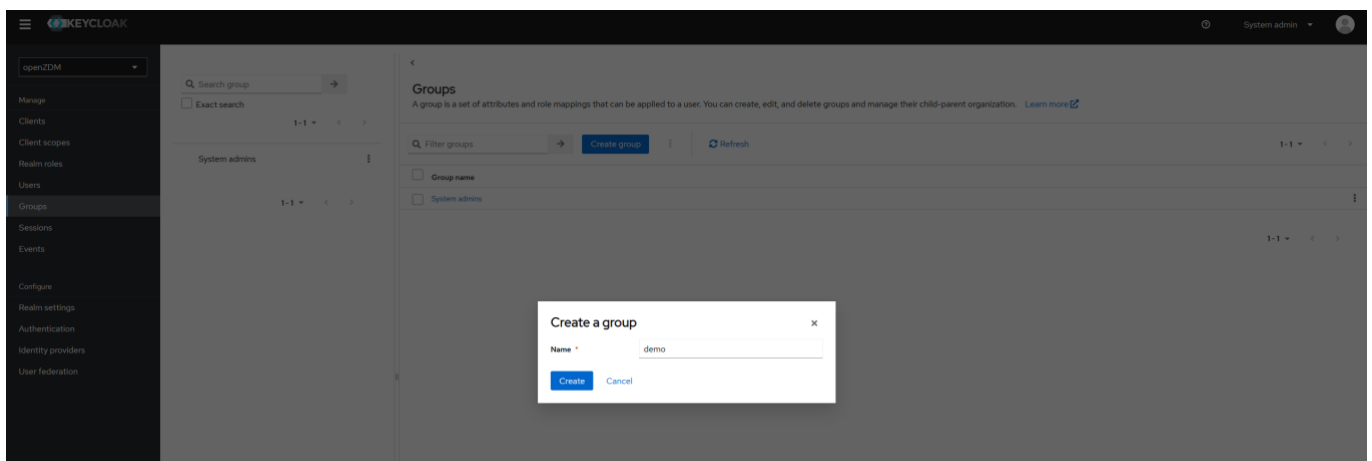 KEYCLOAK
System admin
openZDM
Manage
Clients
Client scopes
Realm roles
Users
Groups
Sessions
Events
Configure
Realm settings
Authentication
Identity providers
User federation
Search group
Exact search
1-1
System admins
1-1
Groups
A group is a set of attributes and role mappings that can be applied to a user. You can create, edit, and delete groups and manage their child-parent organization. Learn more
Filter groups Create group Refresh 1-1
Group name
System admins
1-1
Create a group
Name * demo
Create Cancel